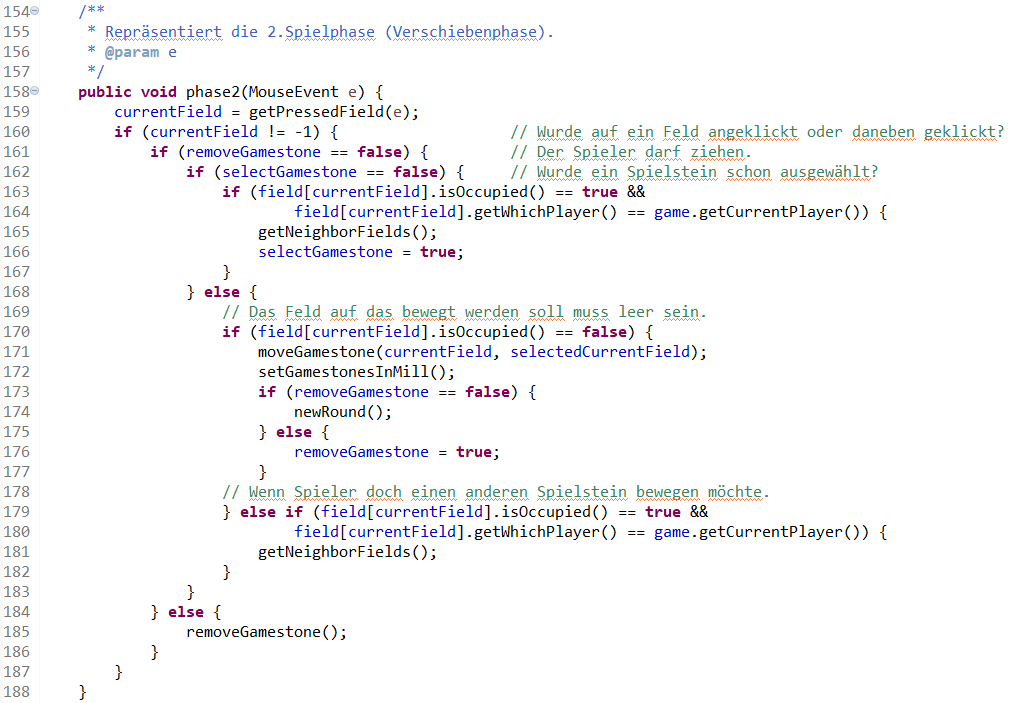 154 /**
155 * Repräsentiert die 2.Spielphase (Verschiebenphase).
156 * @param e
157 */
158 public void phase2(MouseEvent e) {
159 currentField = getPressedField(e);
160 if (currentField != -1) { // Wurde auf ein Feld angeklickt oder daneben geklickt?
161 if (removeGamestone == false) { // Der Spieler darf ziehen.
162 if (selectGamestone == false) { // Wurde ein Spielstein schon ausgewählt?
163 if (field[currentField].isOccupied() == true &&
164 field[currentField].getWhichPlayer() == game.getCurrentPlayer()) {
165 getNeighborFields();
166 selectGamestone = true;
167 }
168 } else {
169 // Das Feld auf das bewegt werden soll muss leer sein.
170 if (field[currentField].isOccupied() == false) {
171 moveGamestone(currentField, selectedCurrentField);
172 setGamestonesInMill();
173 if (removeGamestone == false) {
174 newRound();
175 } else {
176 removeGamestone = true;
177 }
178 // Wenn Spieler doch einen anderen Spielstein bewegen möchte.
179 } else if (field[currentField].isOccupied() == true &&
180 field[currentField].getWhichPlayer() == game.getCurrentPlayer()) {
181 getNeighborFields();
182 }
183 }
184 } else {
185 removeGamestone();
186 }
187 }
188 }